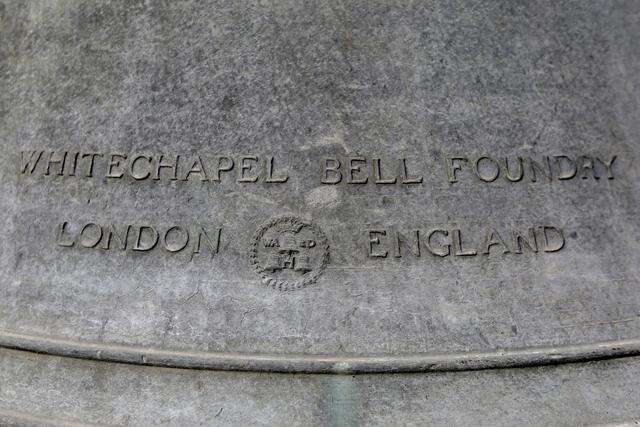 WHITECHAPEL BELL FOUNDRY
LONDON ENGLAND